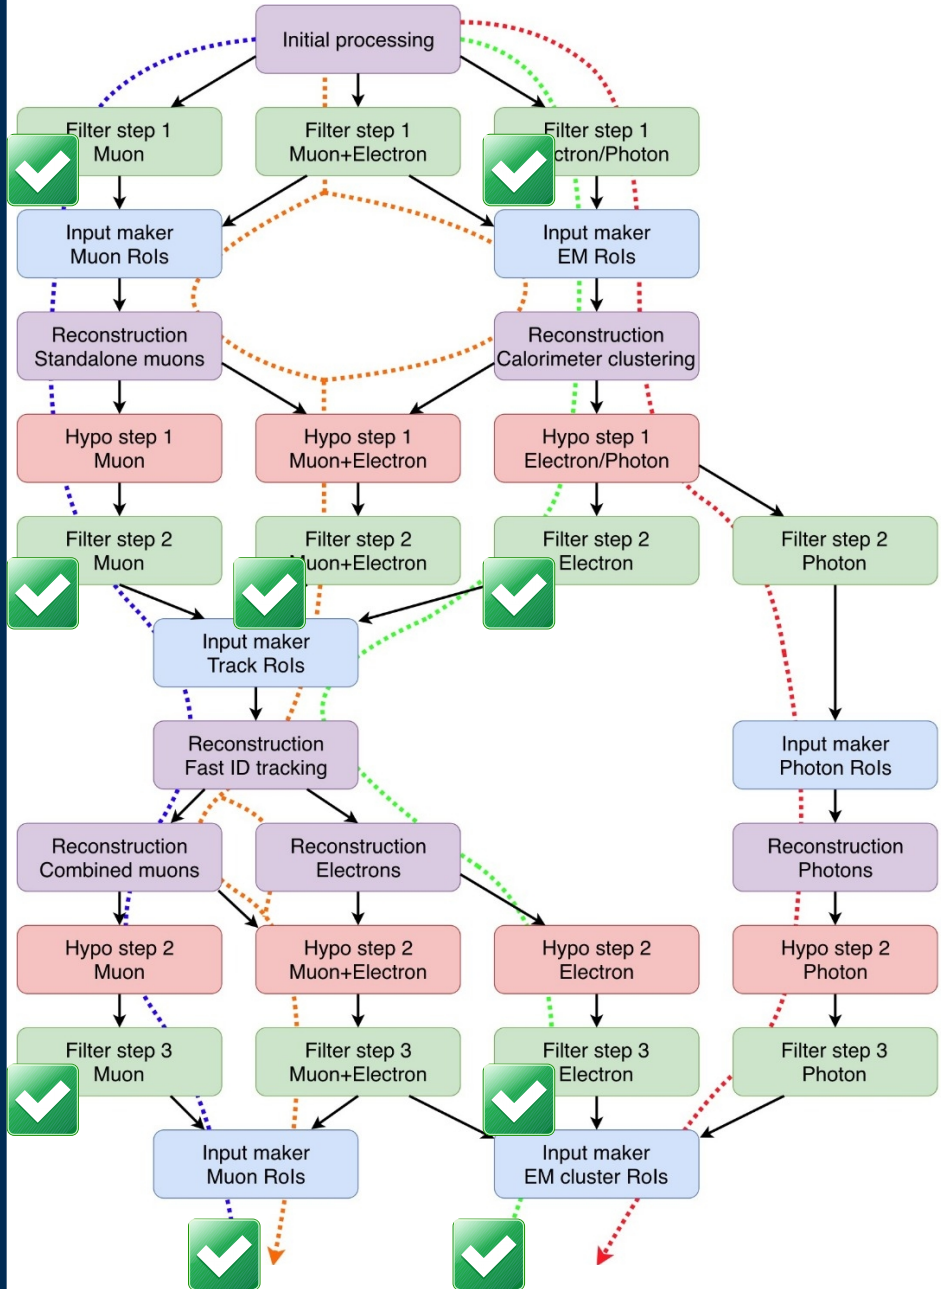 Initial processing
Filter step 1
Muon
Filter step 1
Muon+Electron
Filter step 1
ctron/Photon
Input maker
Muon RoIs
Input maker
EM RoIs
Reconstruction
Standalone muons
Reconstruction
Calorimeter clustering
Hypo step 1
Muon
Hypo step 1
Muon+Electron
Hypo step 1
Electron/Photon
Filter step 2
Muon
Filter step 2
Muon+Electron
Filter step 2
Electron
Filter step 2
Photon
Input maker
Track RoIs
Reconstruction
Fast ID tracking
Input maker
Photon RoIs
Reconstruction
Combined muons
Reconstruction
Electrons
Reconstruction
Photons
Hypo step 2
Muon
Hypo step 2
Muon+Electron
Hypo step 2
Electron
Hypo step 2
Photon
Filter step 3
Muon
Filter step 3
Muon+Electron
Filter step 3
Electron
Filter step 3
Photon
Input maker
Muon RoIs
Input maker
EM cluster RoIs